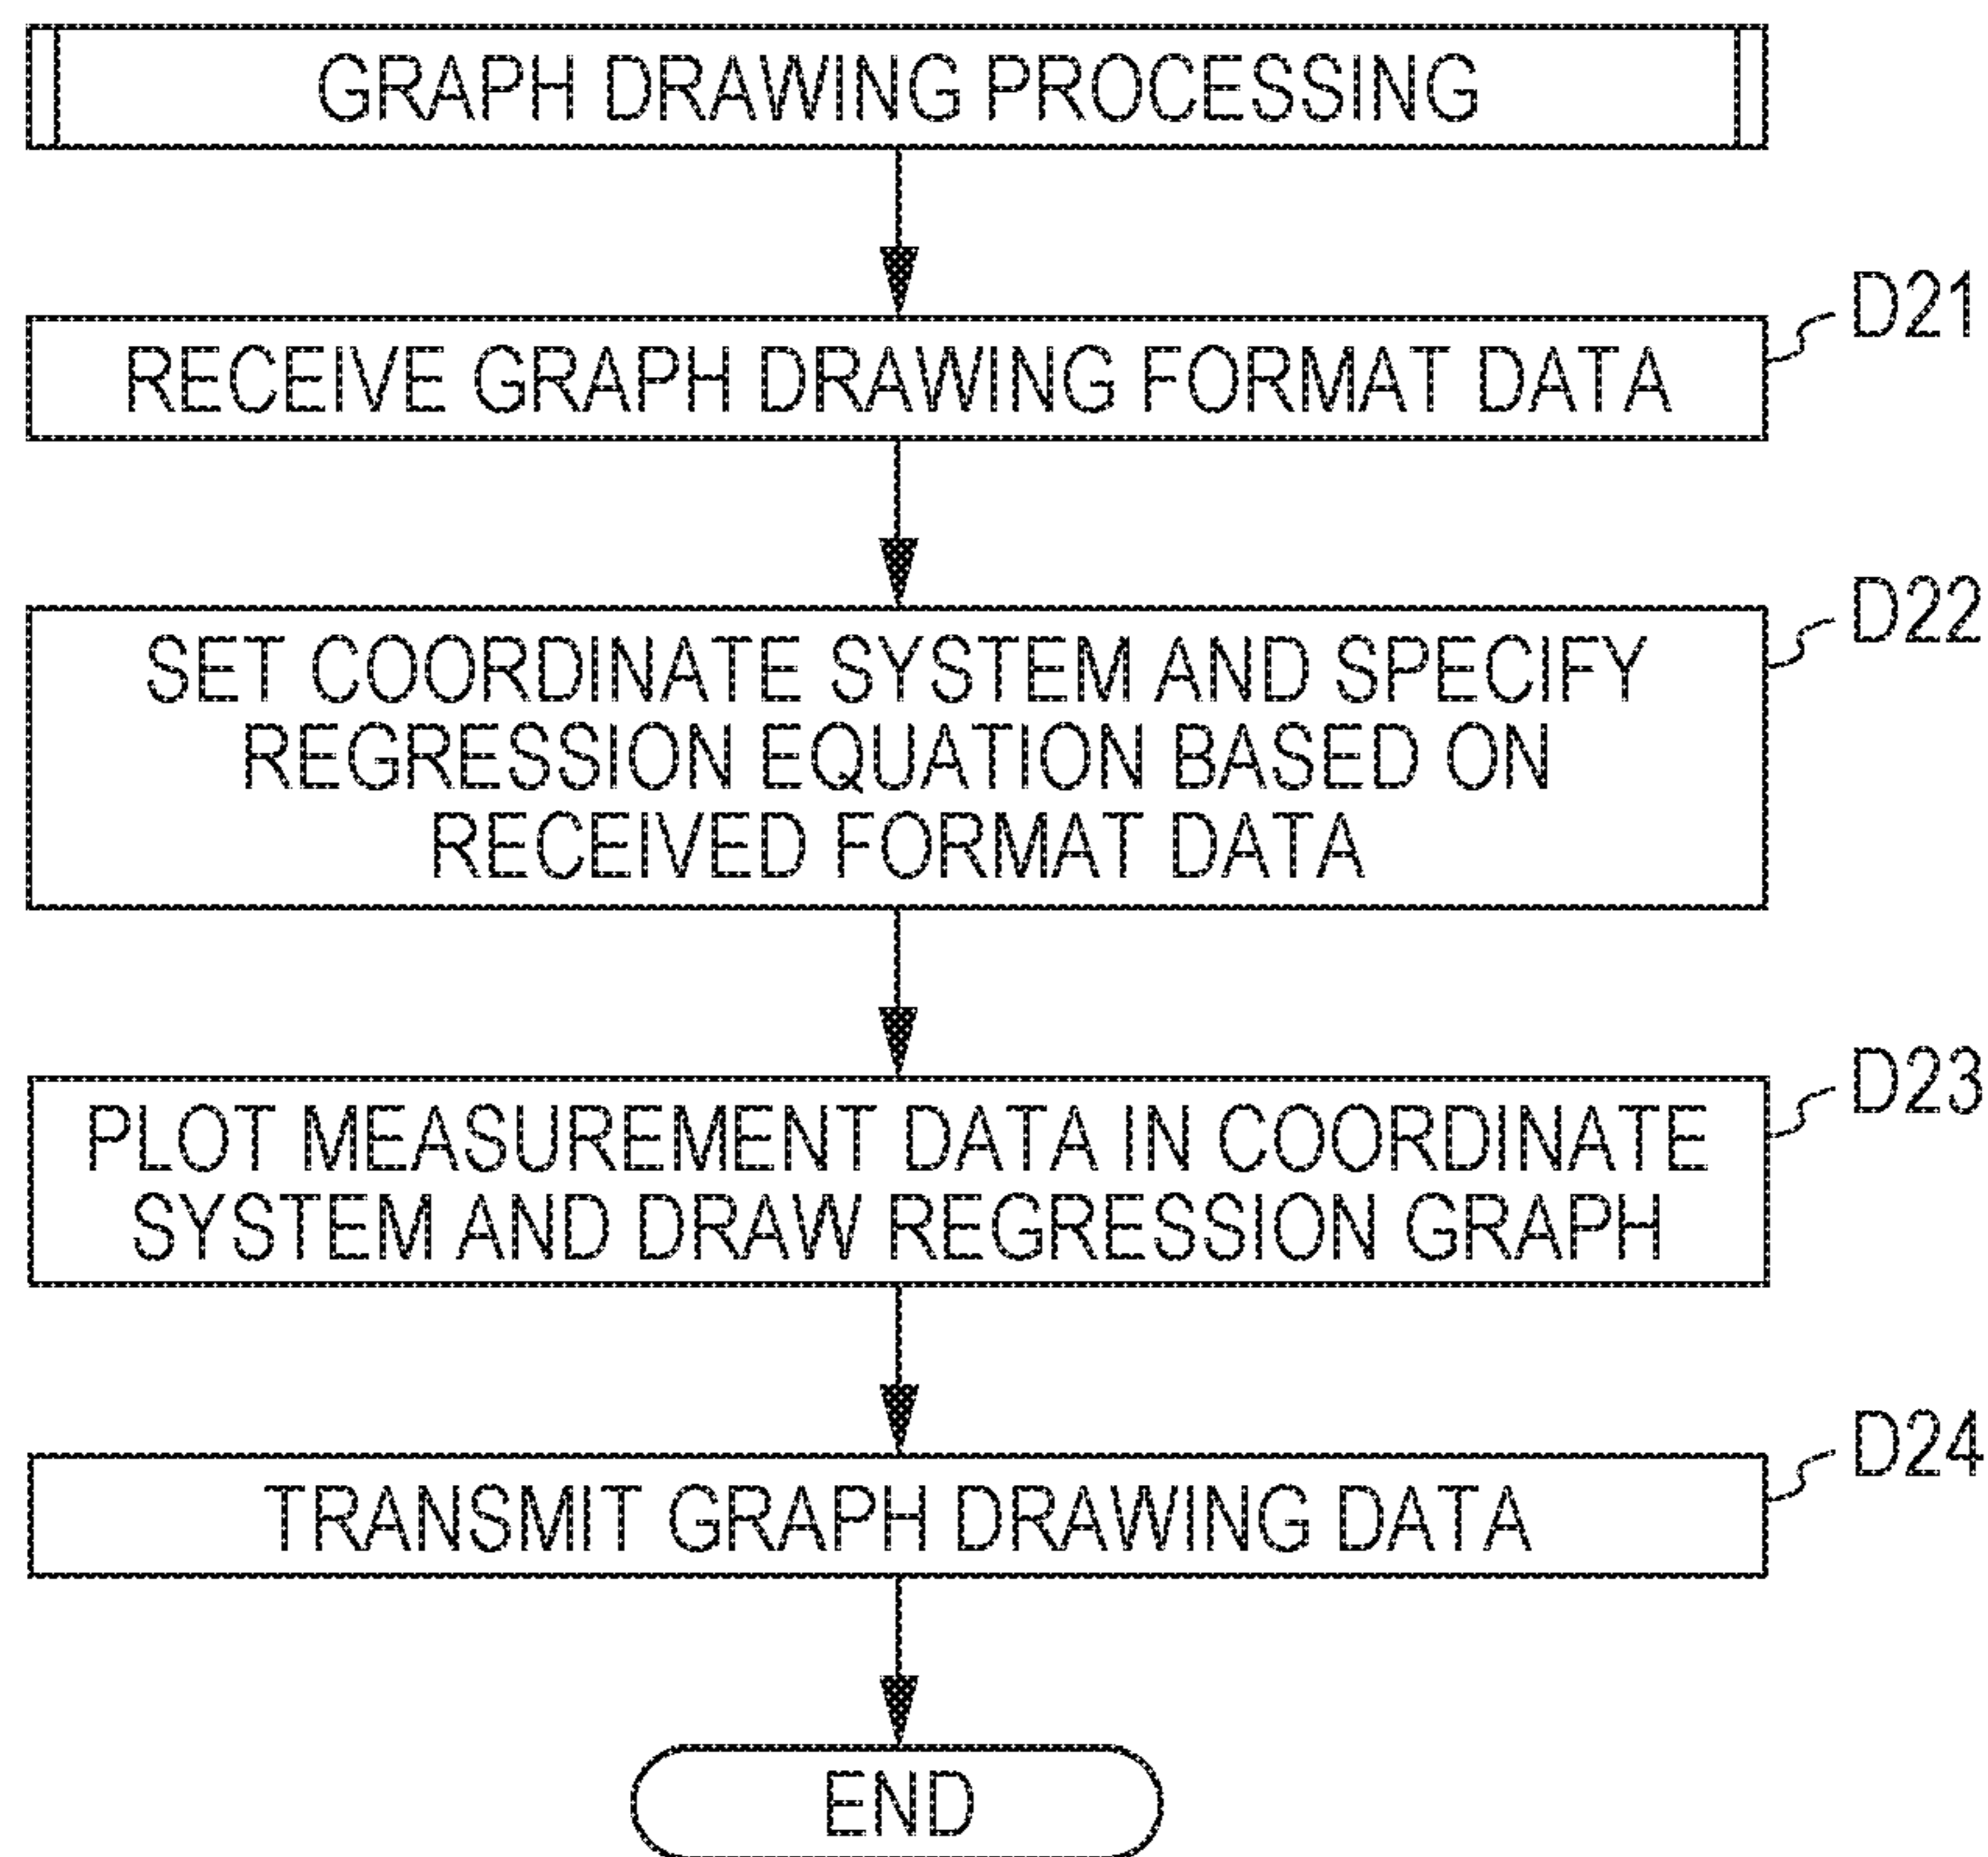 GRAPH DRAWING PROCESSING
D21
RECEIVE GRAPH DRAWING FORMAT DATA
D22
SET COORDINATE SYSTEM AND SPECIFY
REGRESSION EQUATION BASED ON
RECEIVED FORMAT DATA
D23
PLOT MEASUREMENT DATA IN COORDINATE
SYSTEM AND DRAW REGRESSION GRAPH
D24
TRANSMIT GRAPH DRAWING DATA
END